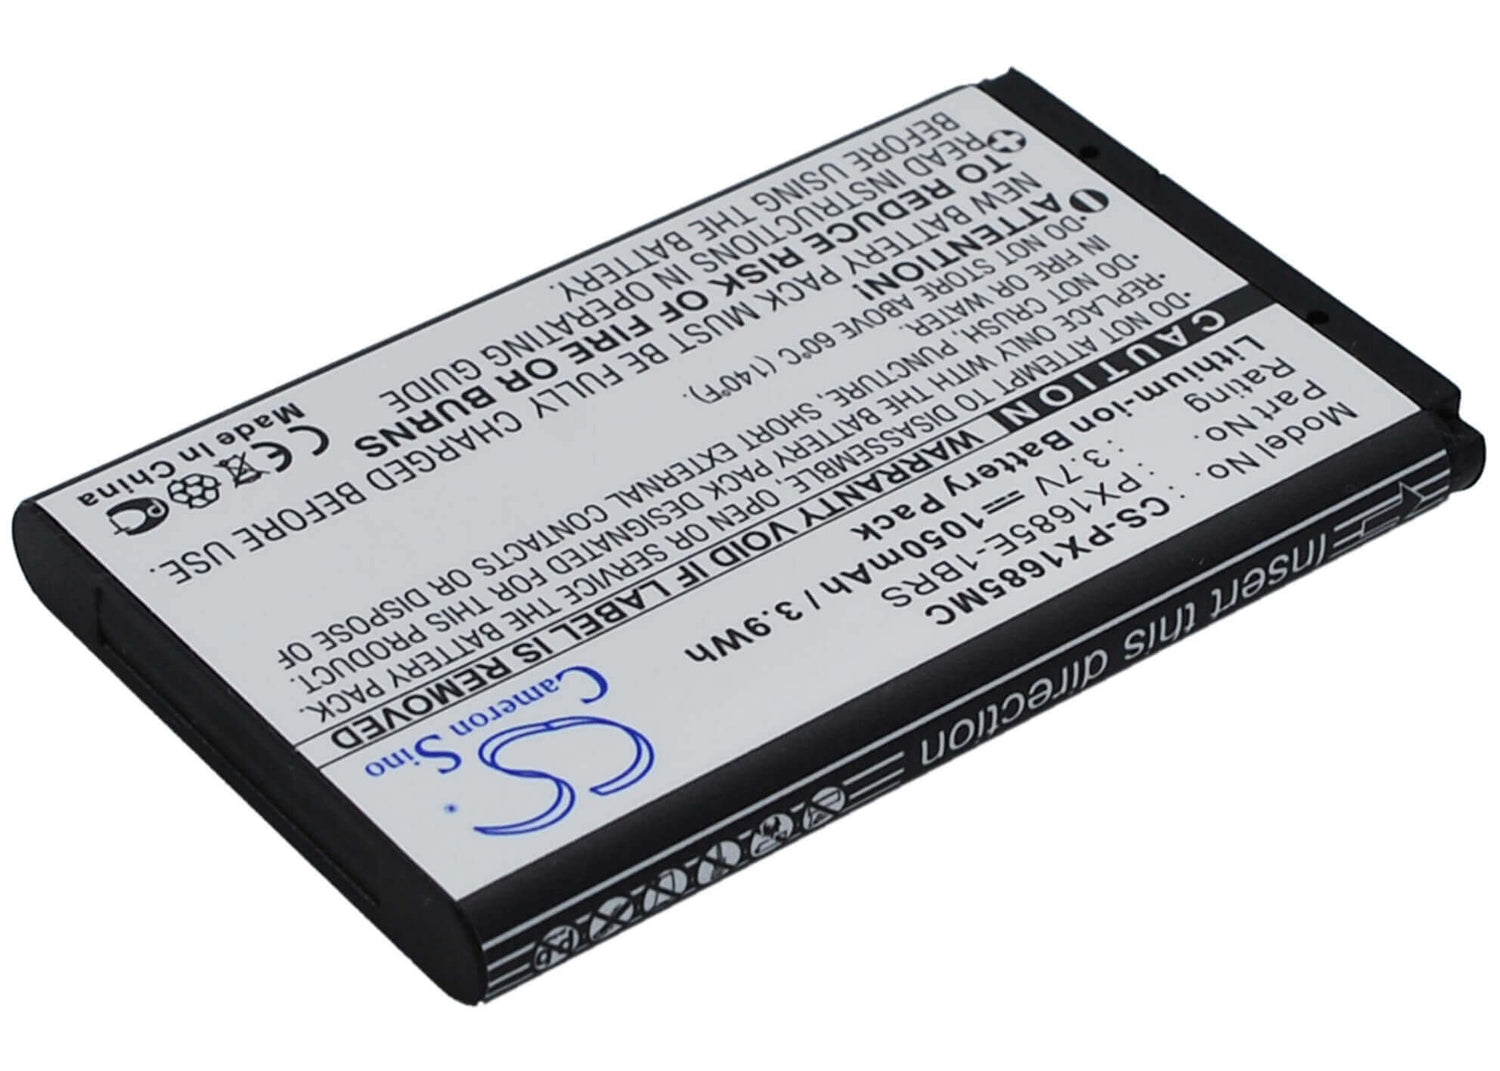 Cameron Sino
CS
Model No. : CS-PX1685MC
Part No. : PX1685E-1BRS
Rating : 3.7V 1050mAh / 3.9Wh
Lithium-ion Battery Pack
CAUTION WARRANTY VOID IF LABEL IS REMOVED
•DO NOT ATTEMPT TO DISASSEMBLE, OPEN OR SERVICE THE BATTERY PACK.
•REPLACE ONLY WITH THE BATTERY PACK DESIGNATED FOR THIS PRODUCT.
•DO NOT CRUSH, PUNCTURE, SHORT EXTERNAL CONTACTS OR DISPOSE OF
IN FIRE OR WATER.
•DO NOT STORE ABOVE 60°C (140°F).
ATTENTION!
NEW BATTERY PACK MUST BE FULLY CHARGED BEFORE USE.
TO REDUCE RISK OF FIRE OR BURNS
READ INSTRUCTIONS IN OPERATING GUIDE
BEFORE USING THE BATTERY.
CE
Made In China
Insert this direction